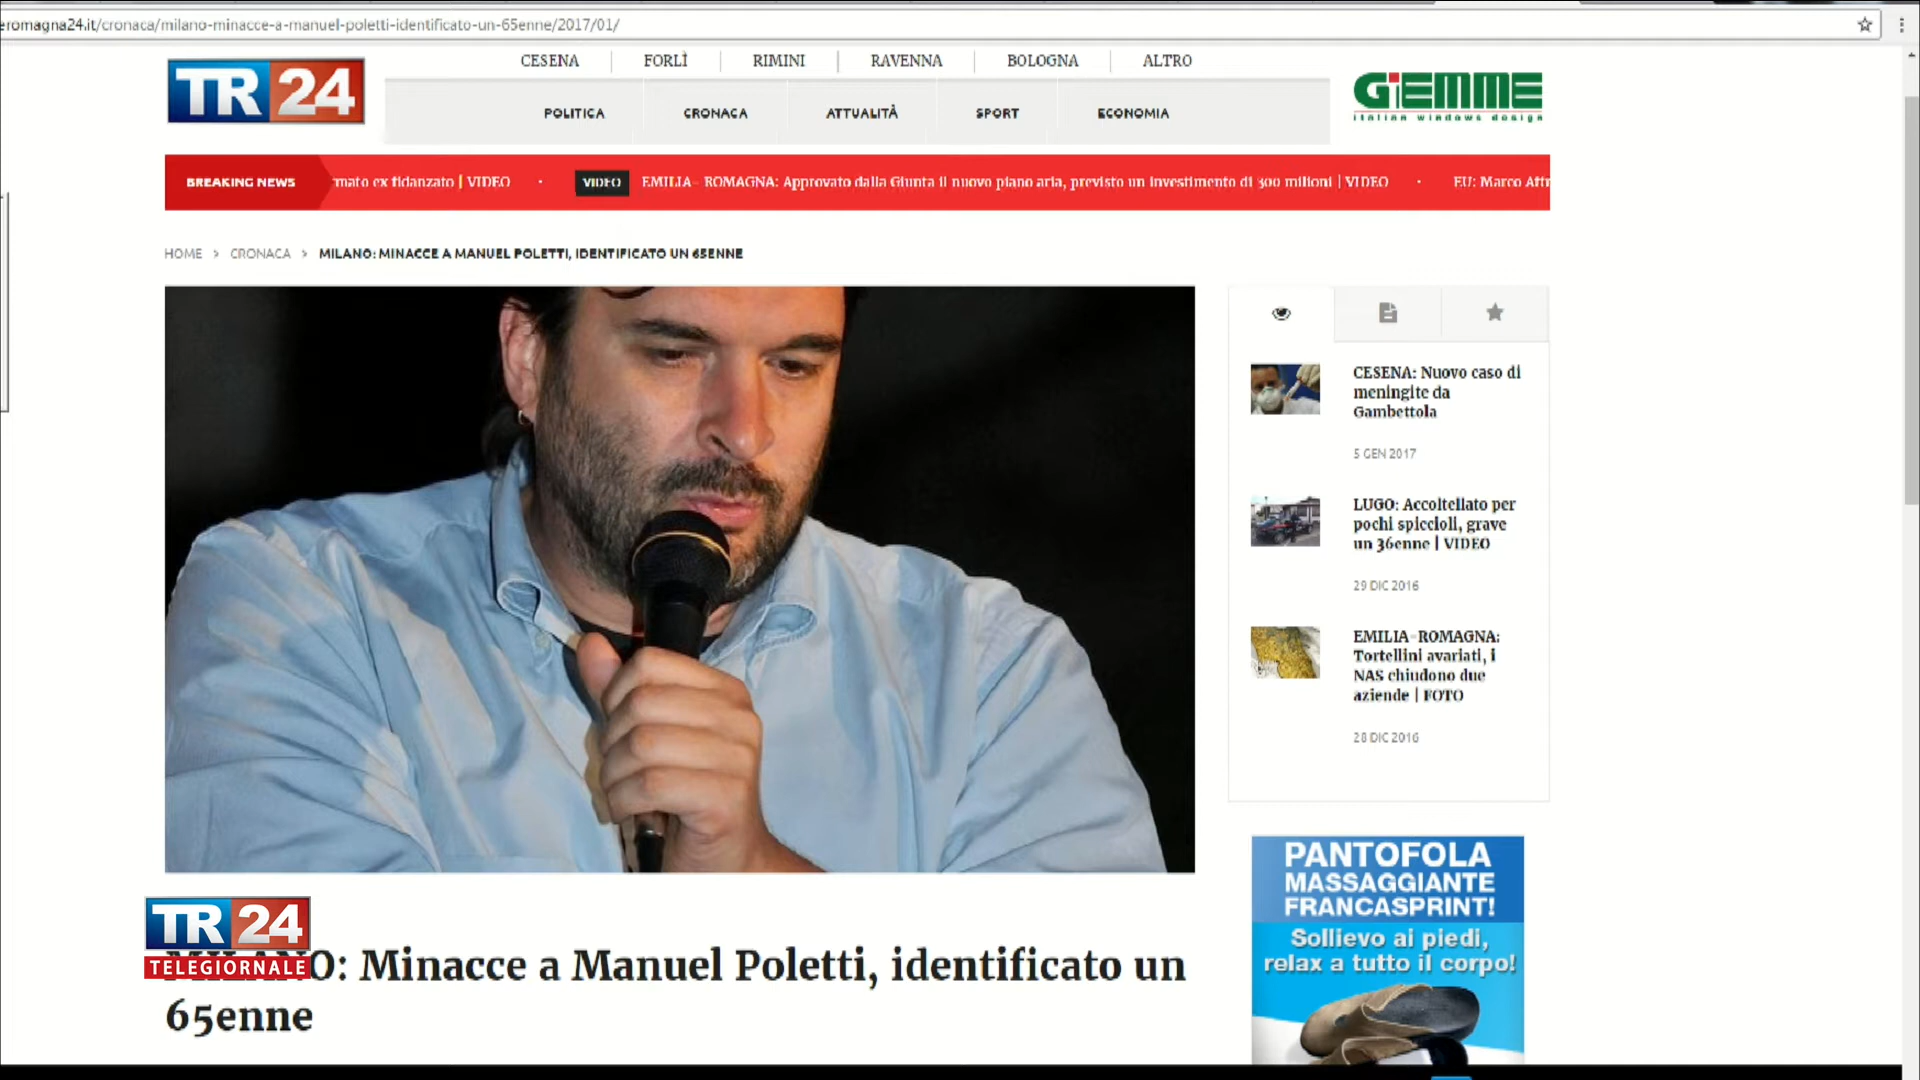 eromagna24.it/cronaca/milano-minacce-a-manuel-poletti-identificato-un-65enne/2017/01/
CESENA FORLÌ RIMINI RAVENNA BOLOGNA ALTRO
TR 24
POLITICA CRONACA ATTUALITÀ SPORT ECONOMIA
GIEMME
italian windows design
BREAKING NEWS
mato ex fidanzato | VIDEO · VIDEO EMILIA- ROMAGNA: Approvato dalla Giunta il nuovo piano aria, previsto un investimento di 300 milioni | VIDEO · EU: Marco Affr
HOME > CRONACA > MILANO: MINACCE A MANUEL POLETTI, IDENTIFICATO UN 65ENNE
CESENA: Nuovo caso di
meningite da
Gambettola
5 GEN 2017
LUGO: Accoltellato per
pochi spiccioli, grave
un 36enne | VIDEO
29 DIC 2016
EMILIA-ROMAGNA:
Tortellini avariati, i
NAS chiudono due
aziende | FOTO
28 DIC 2016
PANTOFOLA
MASSAGGIANTE
FRANCASPRINT!
Sollievo ai piedi,
relax a tutto il corpo!
TR 24
TELEGIORNALE
MILANO: Minacce a Manuel Poletti, identificato un
65enne